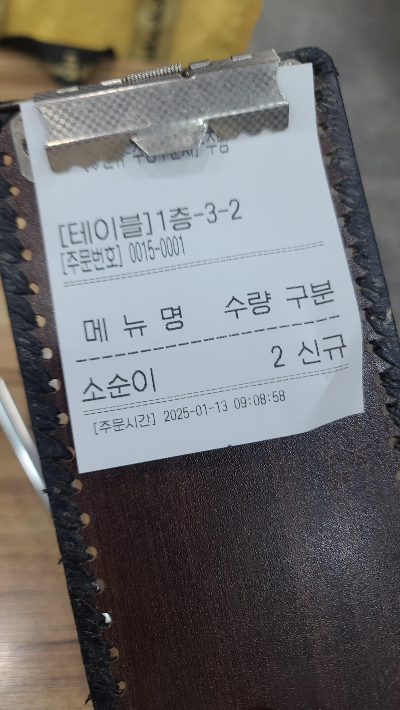 [테이블]1층-3-2
[주문번호] 0015-0001
메 뉴 명 수량 구분
소순이 2 신규
[주문시간] 2025-01-13 09:08:58